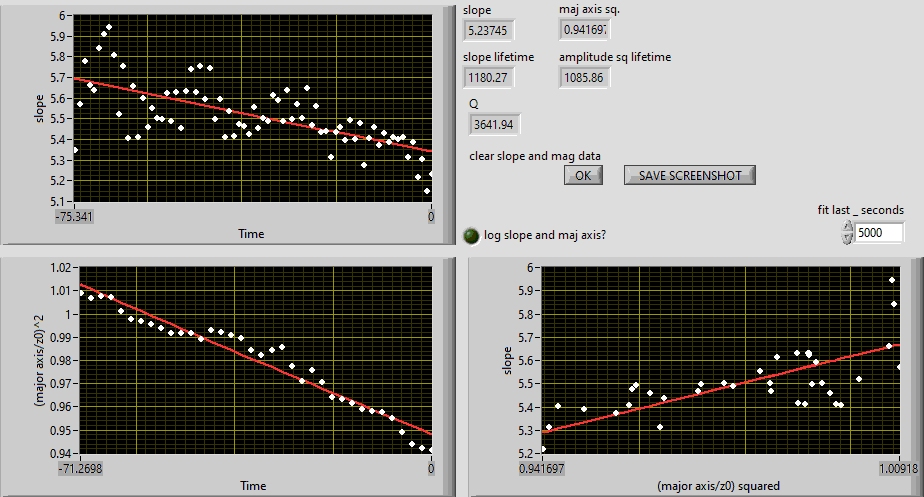 slope
maj axis sq.
5.23745
0.941697
slope lifetime
amplitude sq lifetime
1180.27
1085.86
Q
3641.94
clear slope and mag data
OK
SAVE SCREENSHOT
log slope and maj axis?
fit last _ seconds
5000
6
5.9
5.8
5.7
5.6
5.5
5.4
5.3
5.2
5.1
slope
-75.341
0
Time
1.02
1.01
1
0.99
0.98
0.97
0.96
0.95
0.94
(major axis/z0)^2
-71.2698
0
Time
6
5.9
5.8
5.7
5.6
5.5
5.4
5.3
5.2
slope
0.941697
1.00918
(major axis/z0) squared